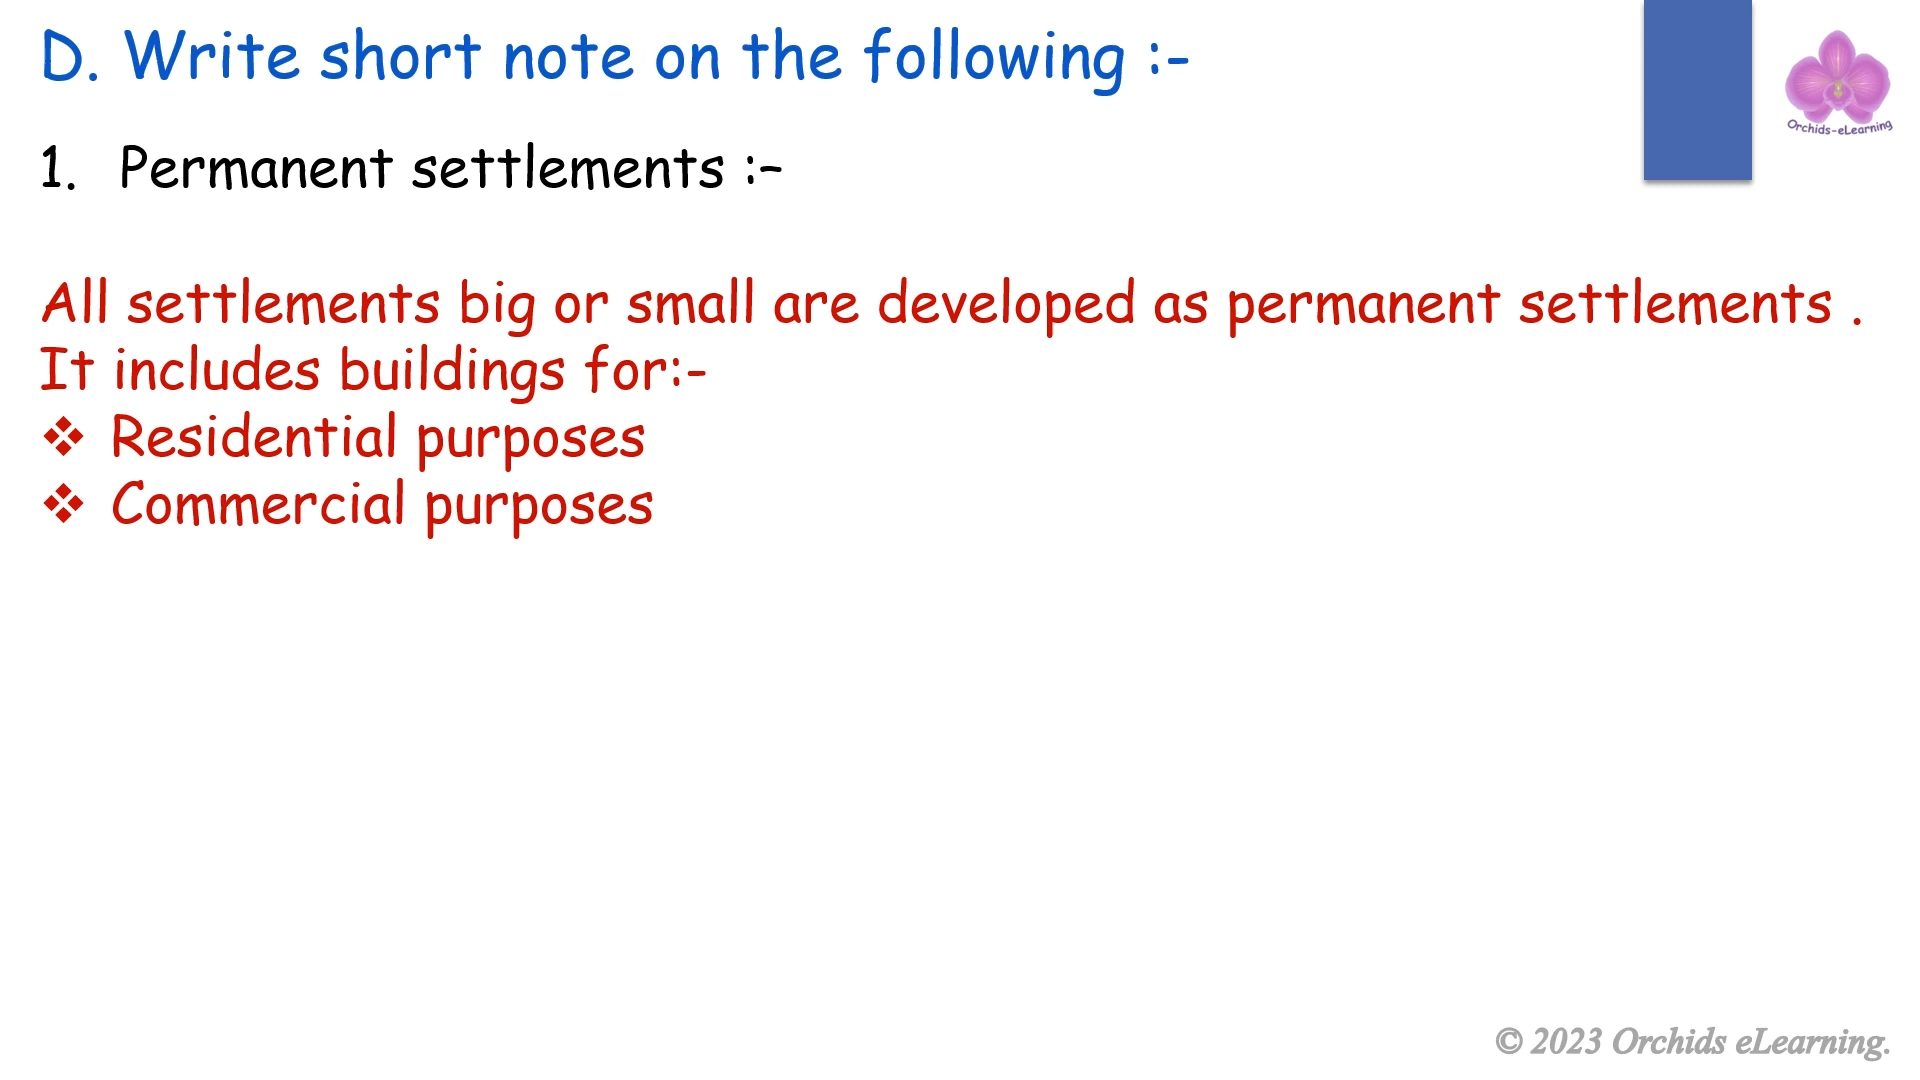 D. Write short note on the following :-
Orchids-eLearning
1. Permanent settlements :-
All settlements big or small are developed as permanent settlements .
It includes buildings for:-
❖ Residential purposes
❖ Commercial purposes
© 2023 Orchids eLearning.